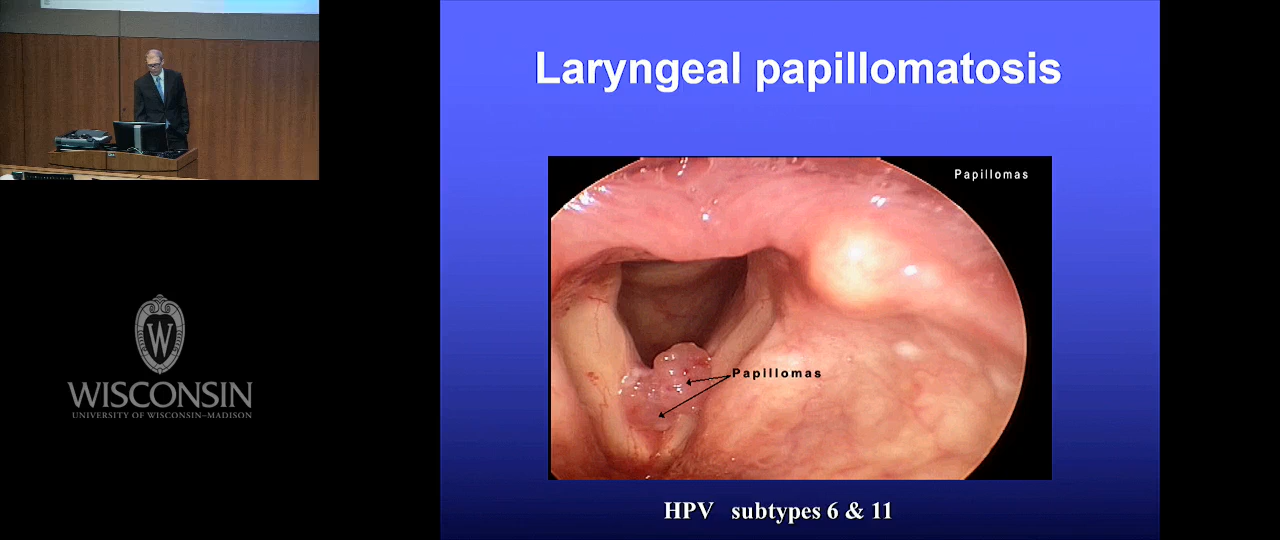 Laryngeal papillomatosis
Papillomas
Papillomas
HPV subtypes 6 & 11
W
WISCONSIN
UNIVERSITY OF WISCONSIN–MADISON